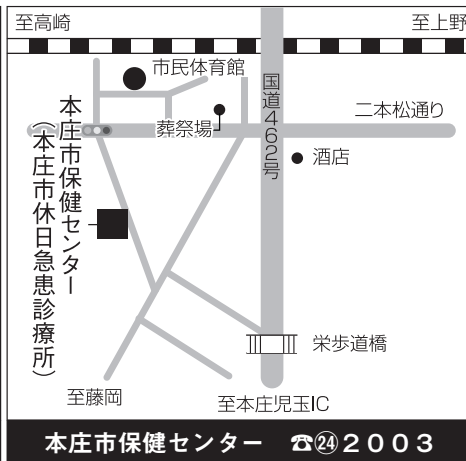 至高崎
至上野
市民体育館
国道462号
二本松通り
葬祭場
酒店
本庄市保健センター
（本庄市休日急患診療所）
栄歩道橋
至藤岡
至本庄児玉IC
本庄市保健センター ☎㉔2003